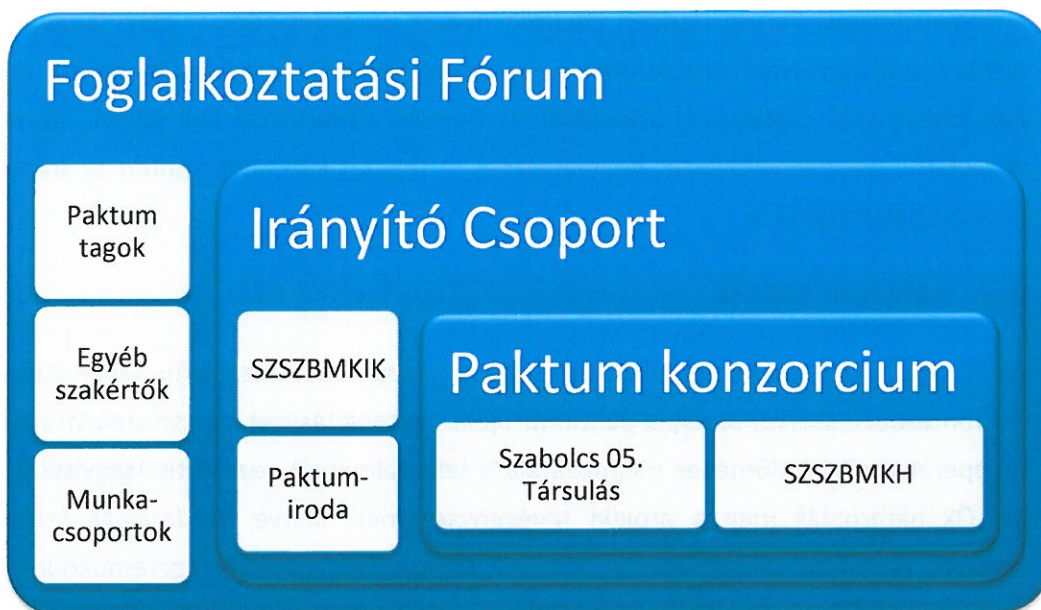 Foglalkoztatási Fórum
Paktum
tagok
Egyéb
szakértők
Munka-
csoportok
Irányító Csoport
SZSZBMKIK
Paktum-
iroda
Paktum konzorcium
Szabolcs 05.
Társulás
SZSZBMKH